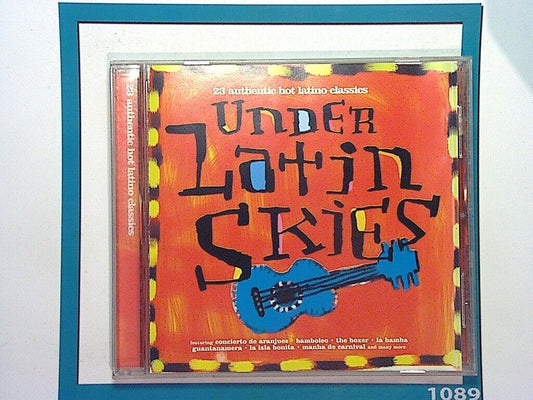 23 authentic hot latino classics
23 authentic hot latino classics
UNDER
Latin
SKIES
featuring concierto de aranjuez · bamboleo · the boxer · la bamba
guantanamera · la isla bonita · manha de carnival and many more
1089